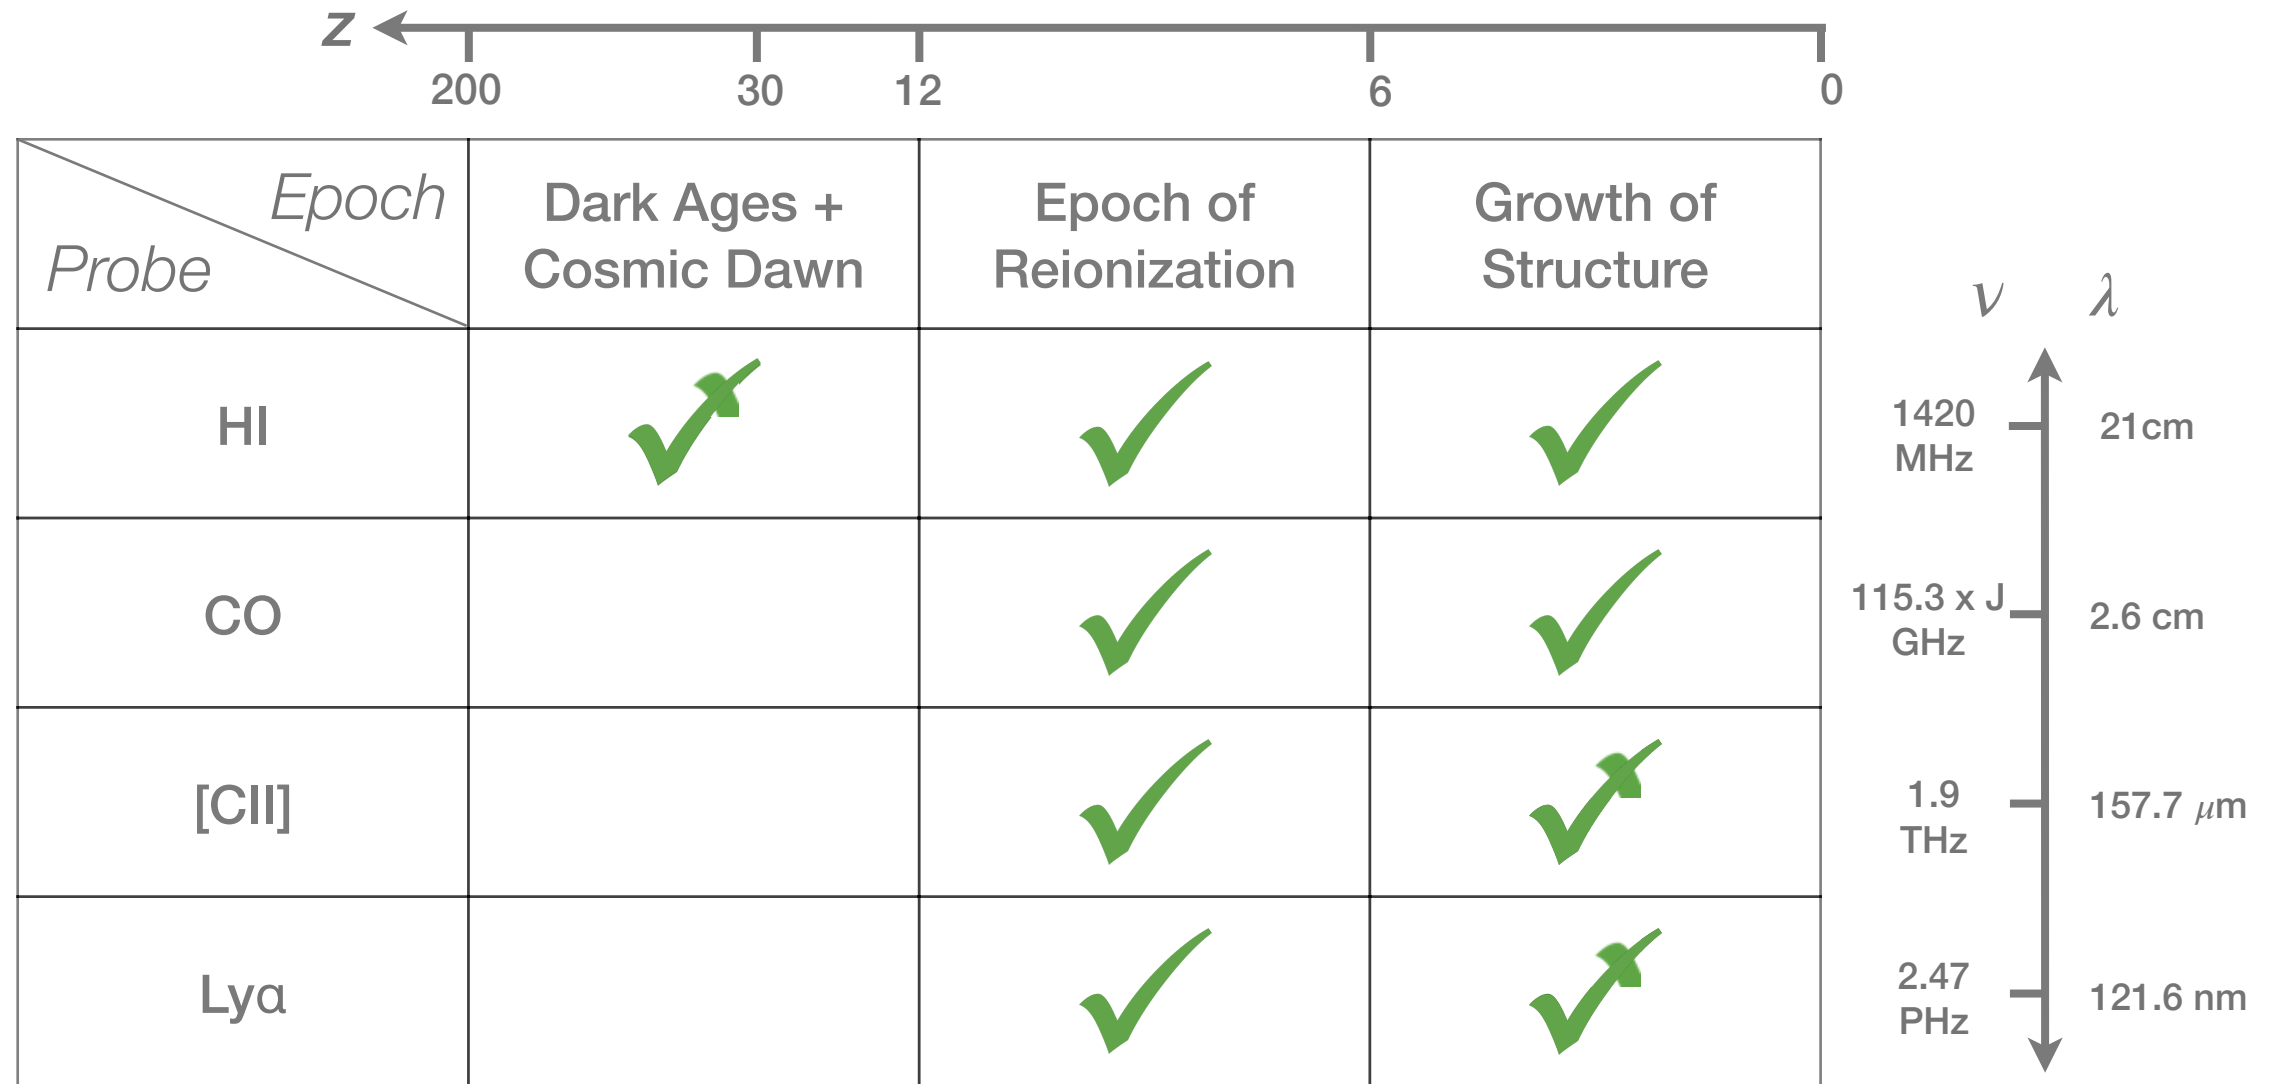 z
200 30 12 6 0
Epoch
Probe
Dark Ages +
Cosmic Dawn
Epoch of
Reionization
Growth of
Structure
ν λ
HI
1420
MHz
21cm
CO
115.3 x J
GHz
2.6 cm
[CII]
1.9
THz
157.7 μm
Lyα
2.47
PHz
121.6 nm